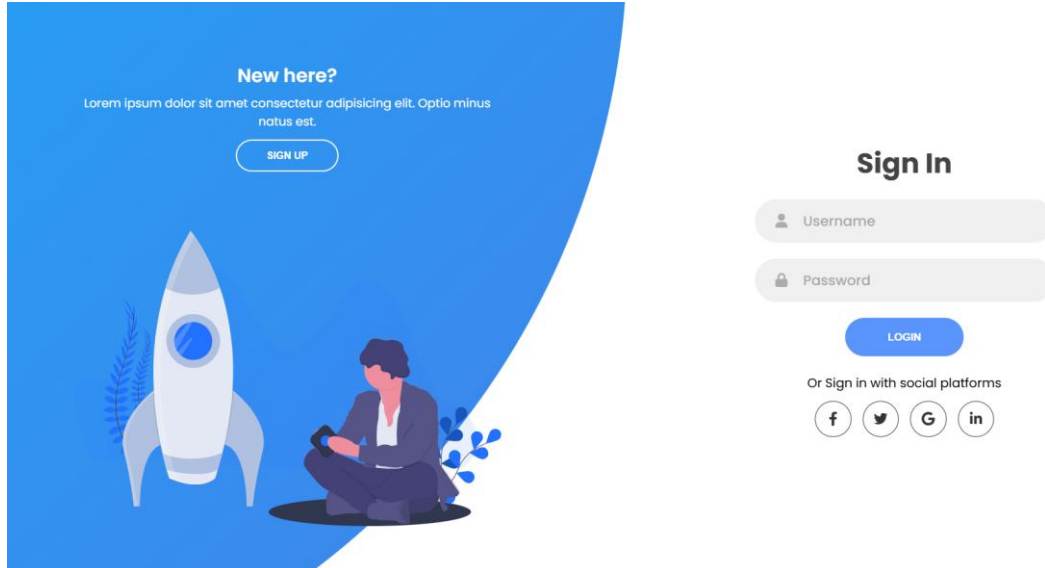 New here?
Lorem ipsum dolor sit amet consectetur adipisicing elit. Optio minus
natus est.
SIGN UP
Sign In
Username
Password
LOGIN
Or Sign in with social platforms
f G in